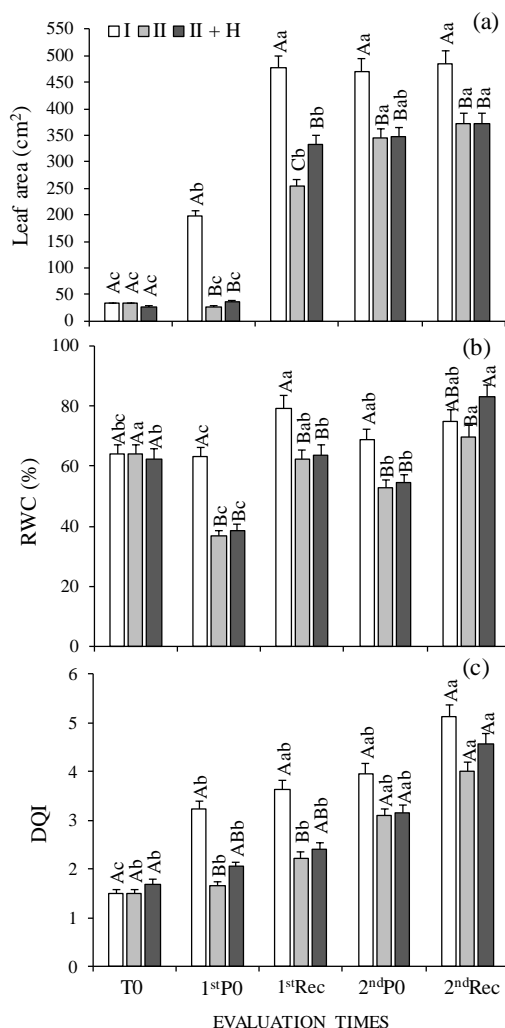 (a)
I II II + H
Leaf area (cm²)
550
500
450
400
350
300
250
200
150
100
50
0
Ac Ac Ac Ab Bc Bc Aa Cb Bb Aa Ba Bab Aa Ba Ba
(b)
RWC (%)
100
80
60
40
20
0
Abc Aa Ab Ac Bc Bc Aa Bab Bb Aab Bb Bb ABab Ba Aa
(c)
DQI
6
5
4
3
2
1
0
Ac Ab Ab Ab Bb ABb Aab Bb ABb Aab Aab Aab Aa Aa Aa
T0 1ˢᵗP0 1ˢᵗRec 2ⁿᵈP0 2ⁿᵈRec
EVALUATION TIMES